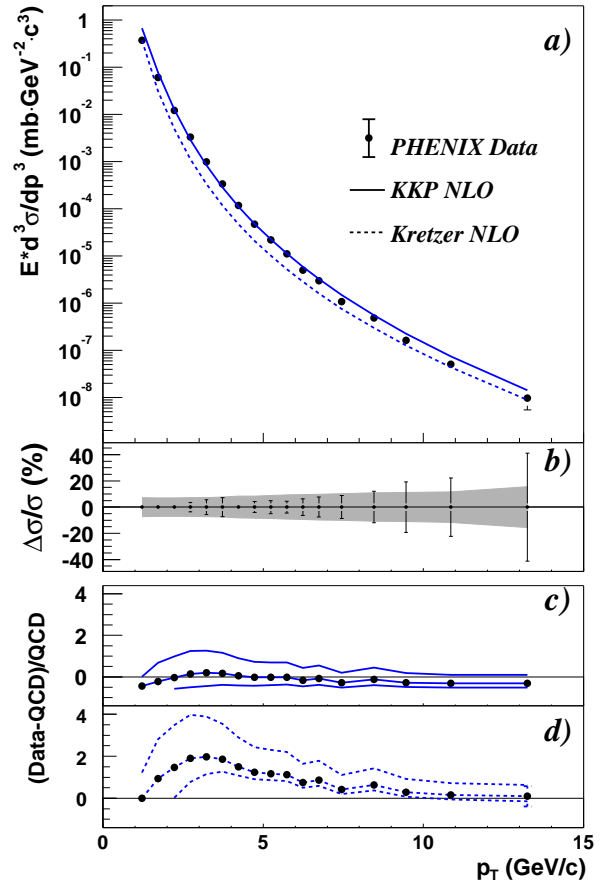 a)
1
10⁻¹
10⁻²
10⁻³
10⁻⁴
10⁻⁵
10⁻⁶
10⁻⁷
10⁻⁸
E*d³σ/dp³ (mb·GeV⁻²·c³)
PHENIX Data
KKP NLO
Kretzer NLO
b)
40
20
0
-20
-40
Δσ/σ (%)
c)
4
2
0
(Data-QCD)/QCD
d)
4
2
0
0 5 10 15
p_T (GeV/c)